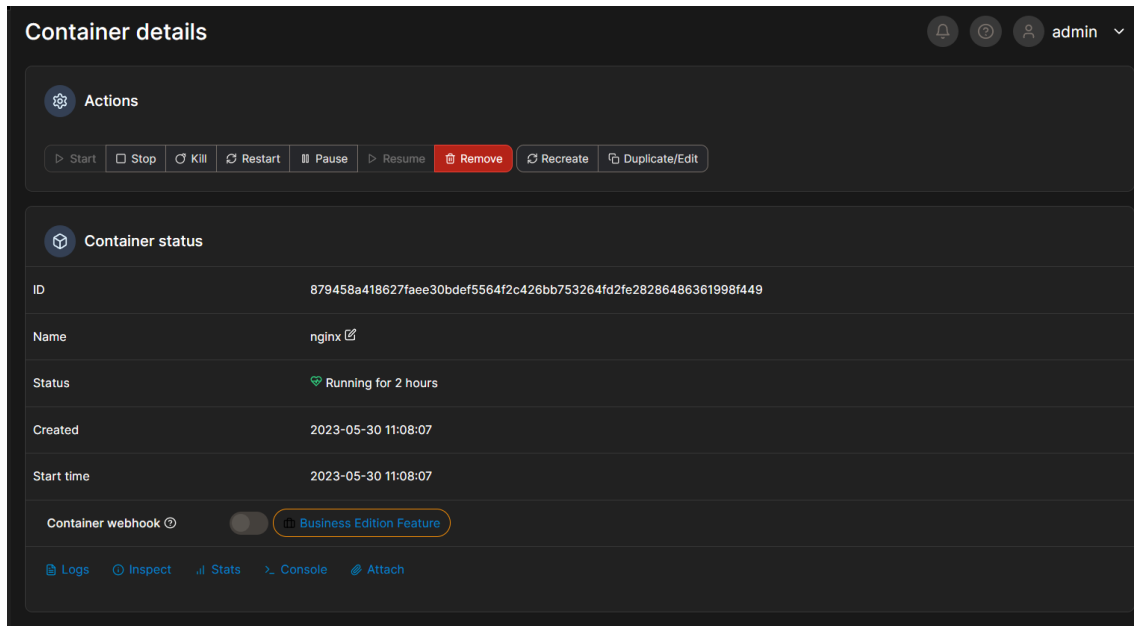 Container details
admin
Actions
Start Stop Kill Restart Pause Resume Remove Recreate Duplicate/Edit
Container status
ID 879458a418627faee30bdef5564f2c426bb753264fd2fe28286486361998f449
Name nginx
Status Running for 2 hours
Created 2023-05-30 11:08:07
Start time 2023-05-30 11:08:07
Container webhook Business Edition Feature
Logs Inspect Stats Console Attach